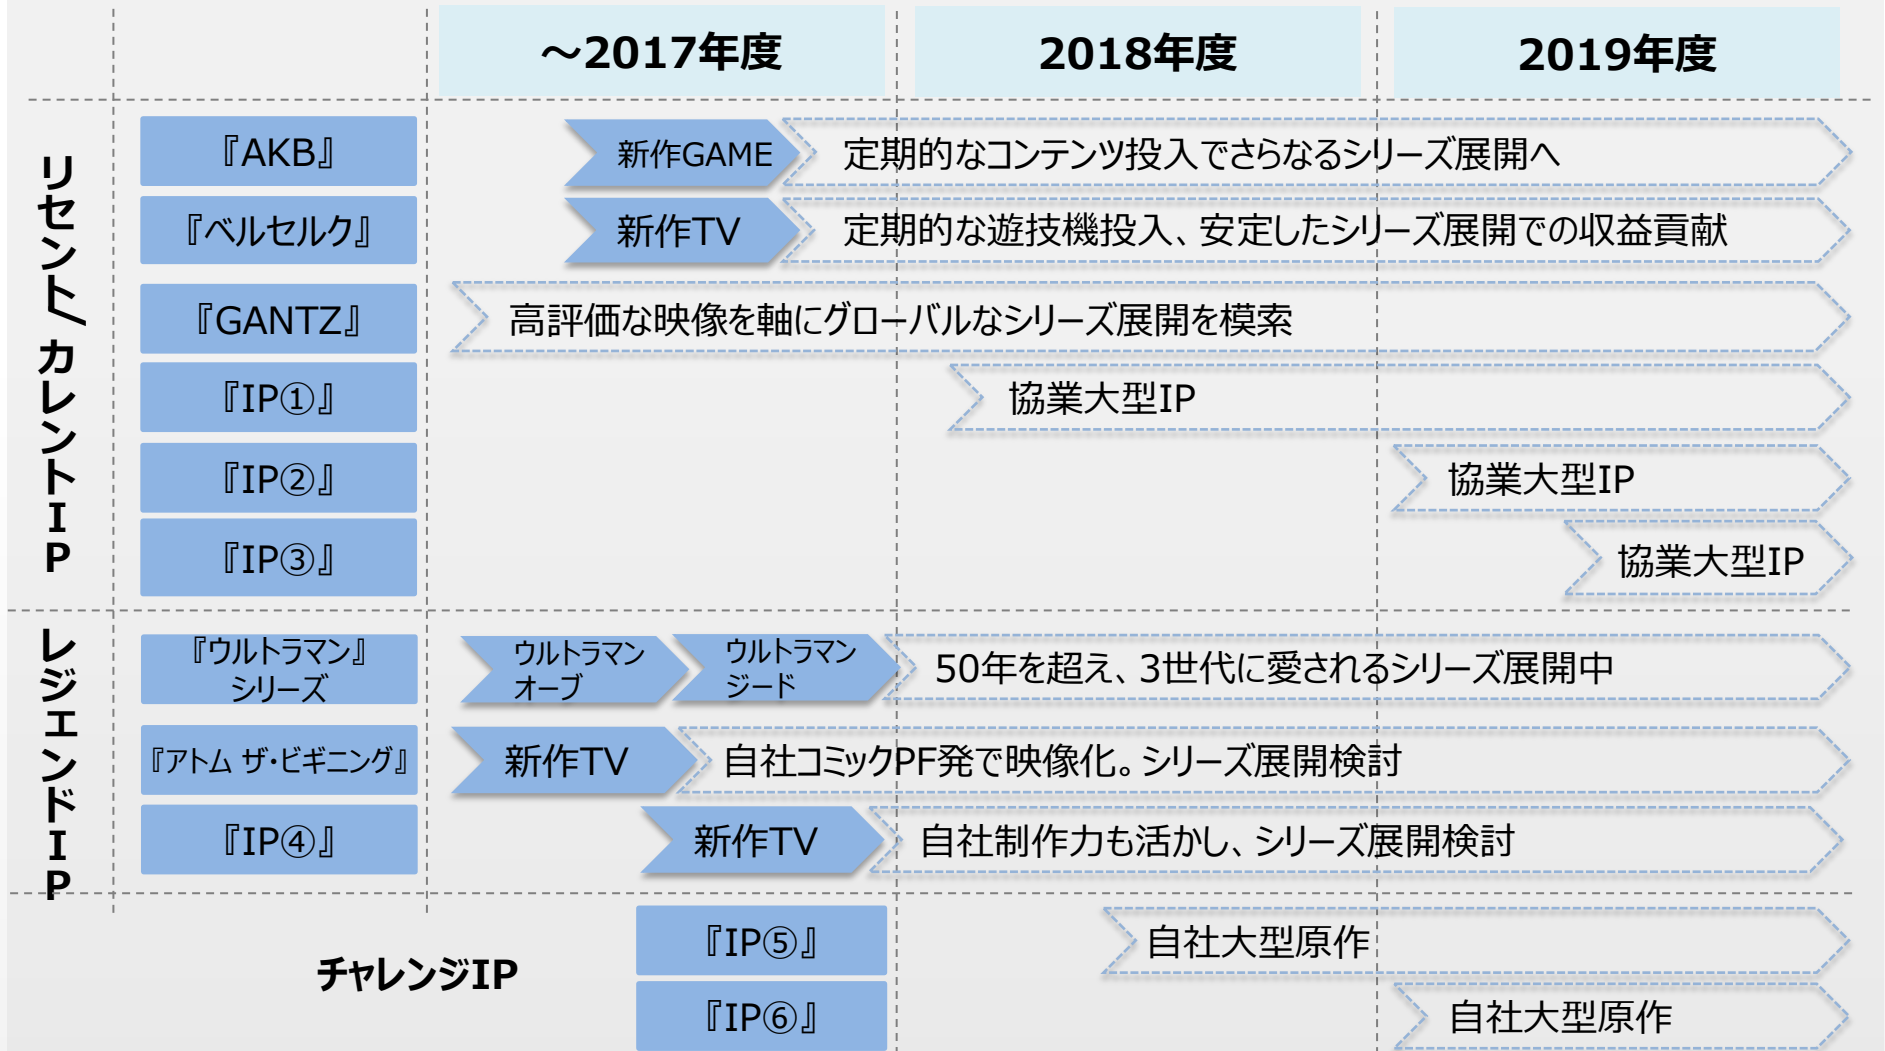 ~2017年度
2018年度
2019年度
リセント/カレントIP
『AKB』
新作GAME
定期的なコンテンツ投入でさらなるシリーズ展開へ
『ベルセルク』
新作TV
定期的な遊技機投入、安定したシリーズ展開での収益貢献
『GANTZ』
高評価な映像を軸にグローバルなシリーズ展開を模索
『IP①』
協業大型IP
『IP②』
協業大型IP
『IP③』
協業大型IP
レジェンドIP
『ウルトラマン』
シリーズ
ウルトラマン
オーブ
ウルトラマン
ジード
50年を超え、3世代に愛されるシリーズ展開中
『アトム ザ・ビギニング』
新作TV
自社コミックPF発で映像化。シリーズ展開検討
『IP④』
新作TV
自社制作力も活かし、シリーズ展開検討
チャレンジIP
『IP⑤』
自社大型原作
『IP⑥』
自社大型原作